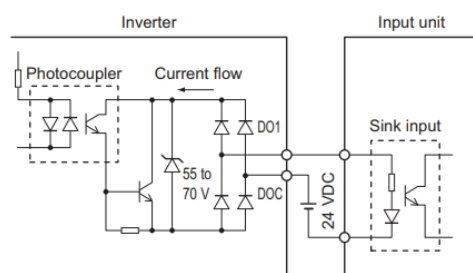 Inverter
Input unit
Photocoupler
Current flow
DO1
Sink input
55 to
70 V
DOC
24 VDC